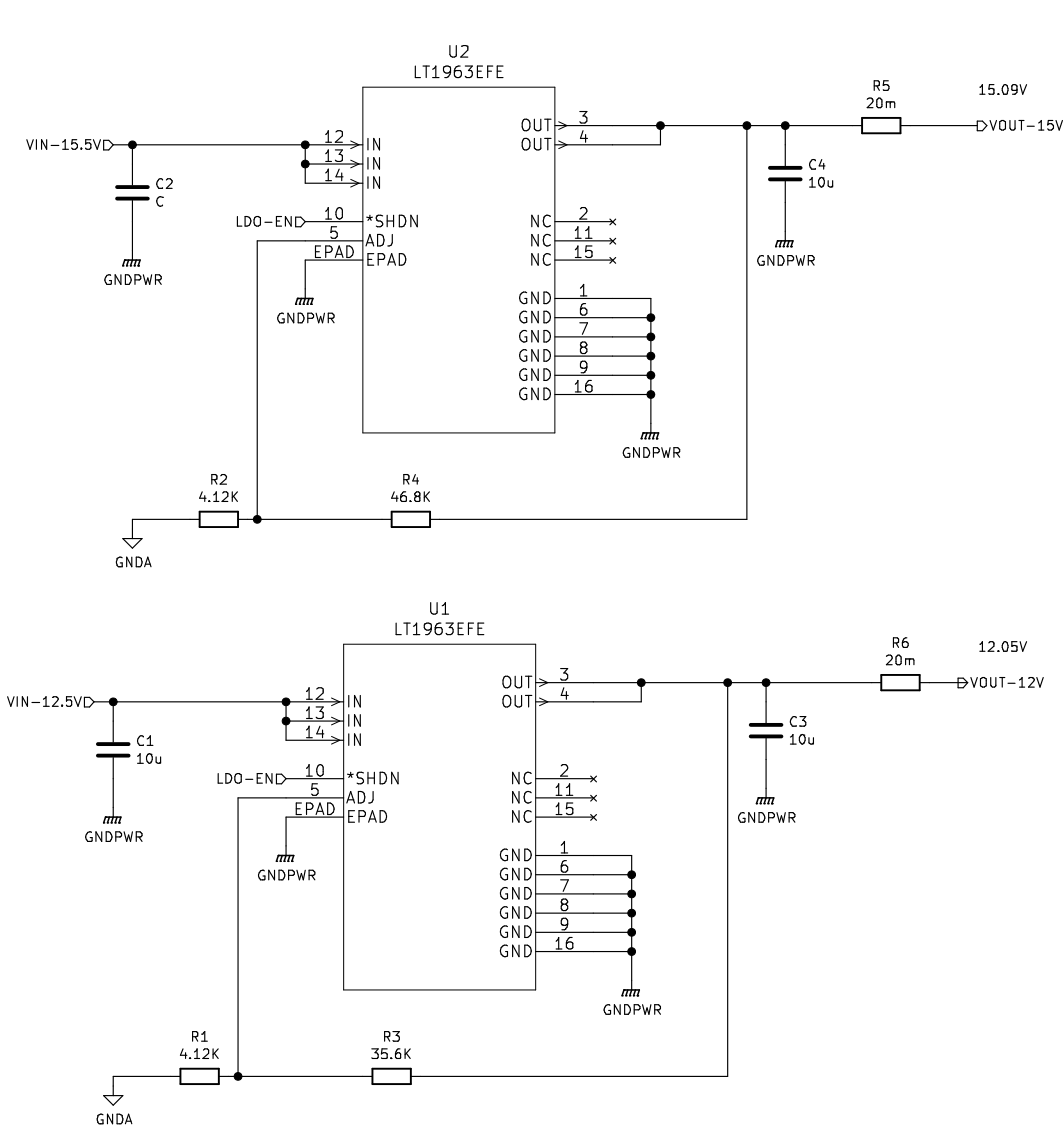 U2
LT1963EFE
R5
20m
15.09V
VIN-15.5V
12
IN
13
IN
14
IN
OUT
3
OUT
4
VOUT-15V
C2
C
C4
10u
LDO-EN
10
*SHDN
5
ADJ
EPAD
EPAD
NC
2
NC
11
NC
15
GNDPWR
GNDPWR
GNDPWR
GND
1
GND
6
GND
7
GND
8
GND
9
GND
16
GNDPWR
R2
4.12K
R4
46.8K
GNDA
U1
LT1963EFE
R6
20m
12.05V
VIN-12.5V
12
IN
13
IN
14
IN
OUT
3
OUT
4
VOUT-12V
C1
10u
C3
10u
LDO-EN
10
*SHDN
5
ADJ
EPAD
EPAD
NC
2
NC
11
NC
15
GNDPWR
GNDPWR
GNDPWR
GND
1
GND
6
GND
7
GND
8
GND
9
GND
16
GNDPWR
R1
4.12K
R3
35.6K
GNDA